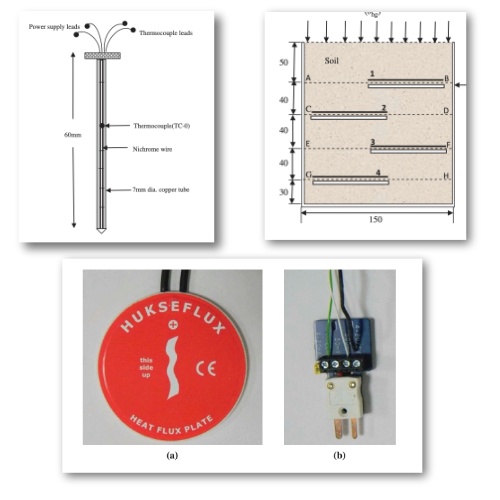 Power supply leads
Thermocouple leads
60mm
Thermocouple(TC-0)
Nichrome wire
7mm dia. copper tube
Soil
50
40
40
40
30
A
1
B
C
2
D
E
3
F
G
4
H
150
HUKSEFLUX
this
side
up
CE
HEAT FLUX PLATE
(a)
(b)